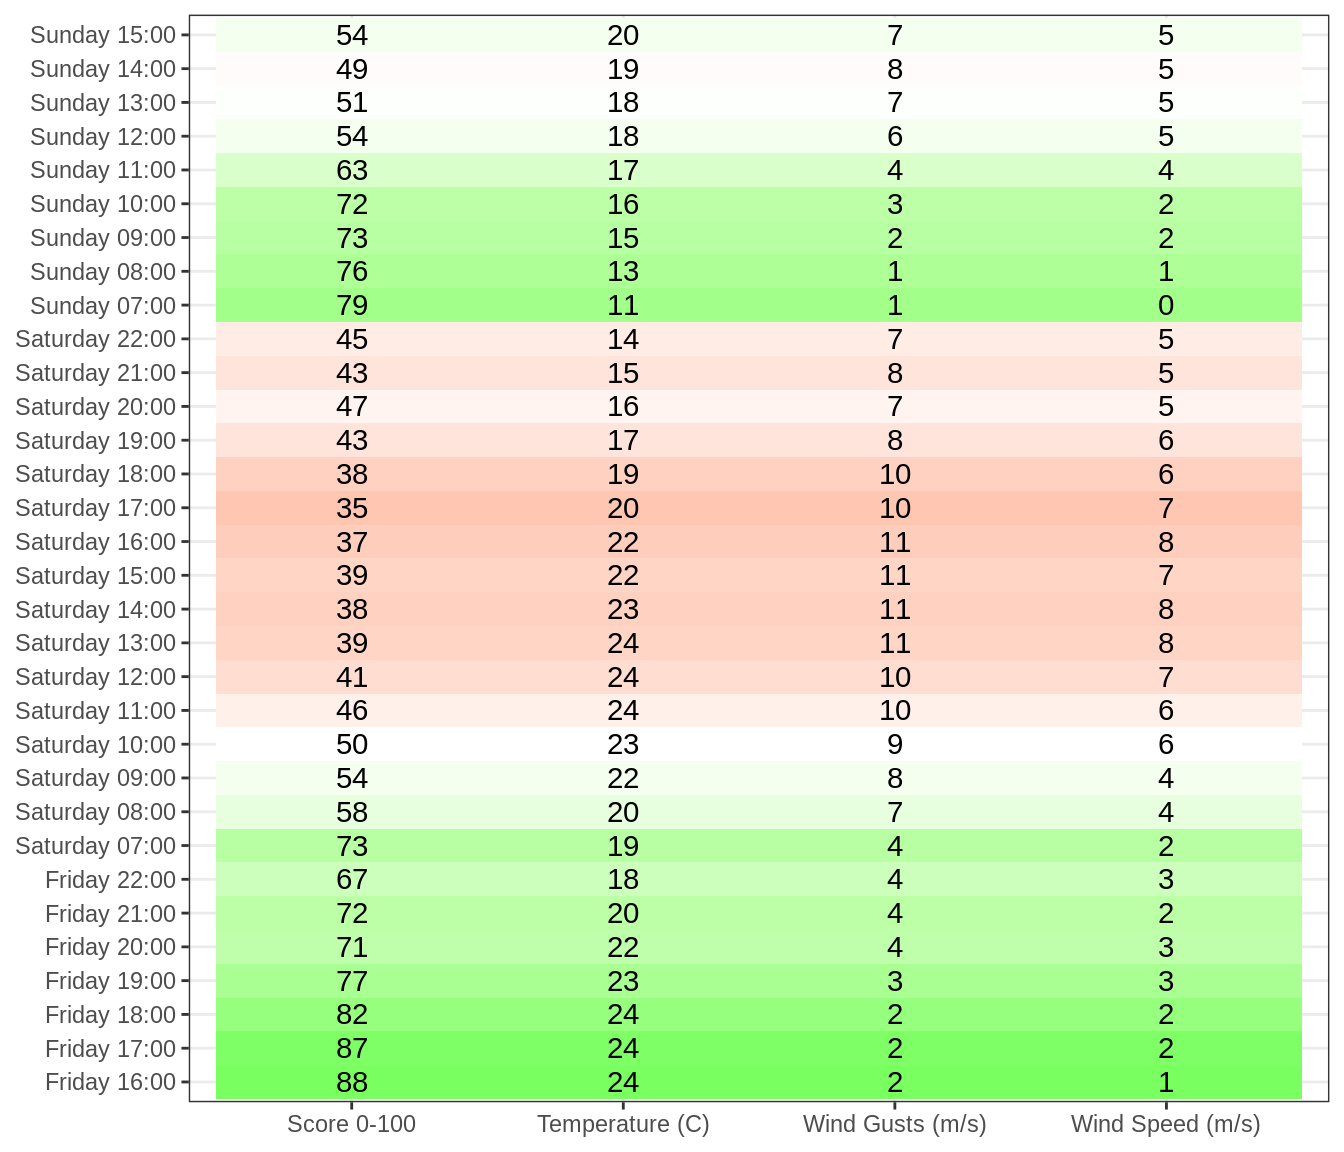 Sunday 15:00 54 20 7 5
Sunday 14:00 49 19 8 5
Sunday 13:00 51 18 7 5
Sunday 12:00 54 18 6 5
Sunday 11:00 63 17 4 4
Sunday 10:00 72 16 3 2
Sunday 09:00 73 15 2 2
Sunday 08:00 76 13 1 1
Sunday 07:00 79 11 1 0
Saturday 22:00 45 14 7 5
Saturday 21:00 43 15 8 5
Saturday 20:00 47 16 7 5
Saturday 19:00 43 17 8 6
Saturday 18:00 38 19 10 6
Saturday 17:00 35 20 10 7
Saturday 16:00 37 22 11 8
Saturday 15:00 39 22 11 7
Saturday 14:00 38 23 11 8
Saturday 13:00 39 24 11 8
Saturday 12:00 41 24 10 7
Saturday 11:00 46 24 10 6
Saturday 10:00 50 23 9 6
Saturday 09:00 54 22 8 4
Saturday 08:00 58 20 7 4
Saturday 07:00 73 19 4 2
Friday 22:00 67 18 4 3
Friday 21:00 72 20 4 2
Friday 20:00 71 22 4 3
Friday 19:00 77 23 3 3
Friday 18:00 82 24 2 2
Friday 17:00 87 24 2 2
Friday 16:00 88 24 2 1
Score 0-100 Temperature (C) Wind Gusts (m/s) Wind Speed (m/s)